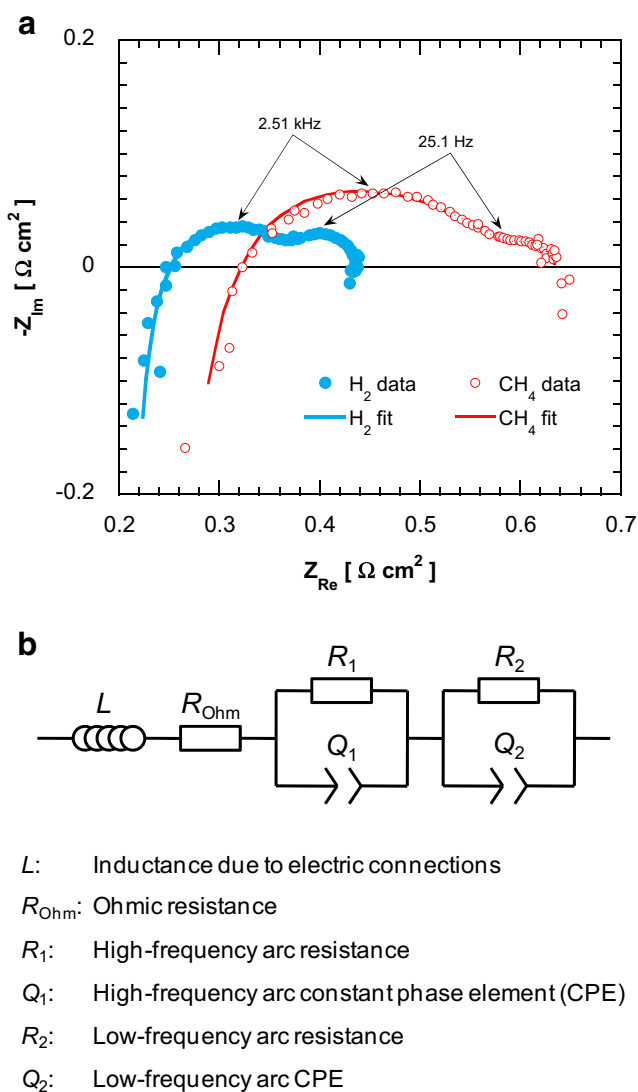 a
0.2
2.51 kHz
25.1 Hz
0
-Z_Im [ Ω cm²]
H₂ data
CH₄ data
H₂ fit
CH₄ fit
-0.2
0.2 0.3 0.4 0.5 0.6 0.7
Z_Re [ Ω cm² ]
b
R₁ R₂
L R_Ohm
Q₁ Q₂
L: Inductance due to electric connections
R_Ohm: Ohmic resistance
R₁: High-frequency arc resistance
Q₁: High-frequency arc constant phase element (CPE)
R₂: Low-frequency arc resistance
Q₂: Low-frequency arc CPE